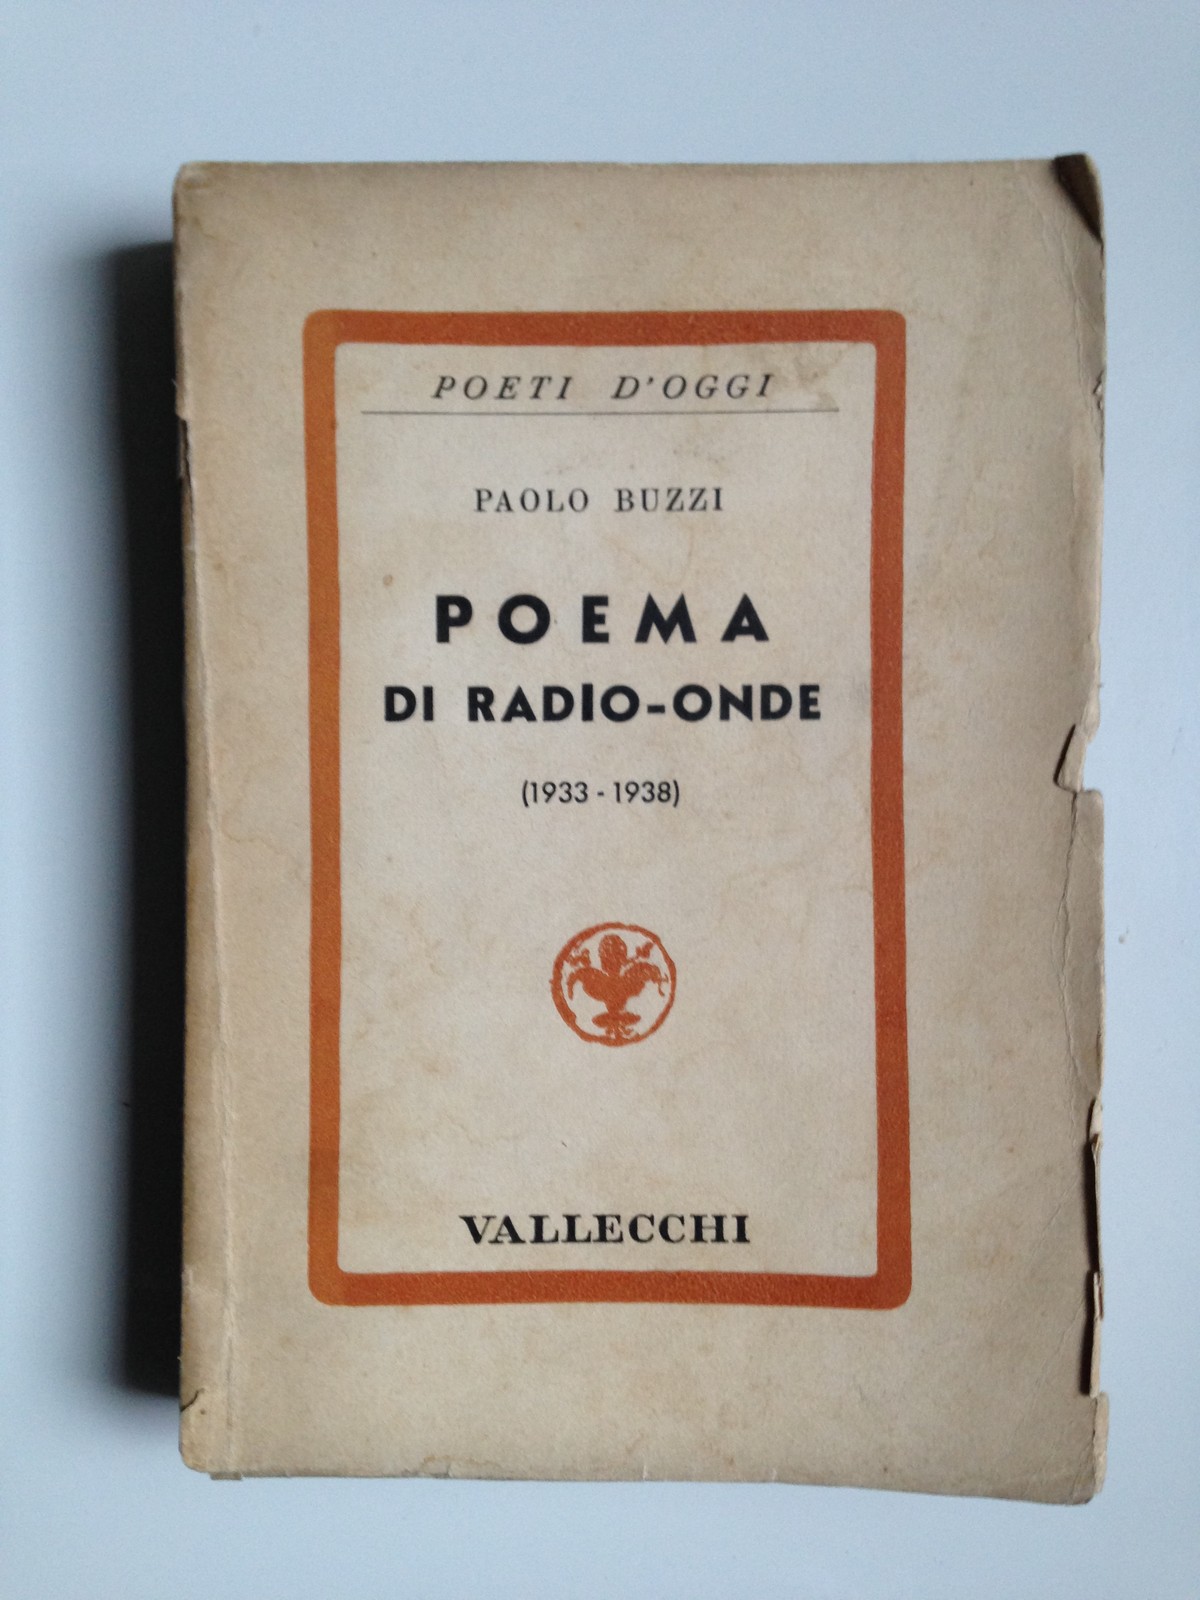 POETI D'OGGI
PAOLO BUZZI
POEMA
DI RADIO-ONDE
(1933 - 1938)
VALLECCHI